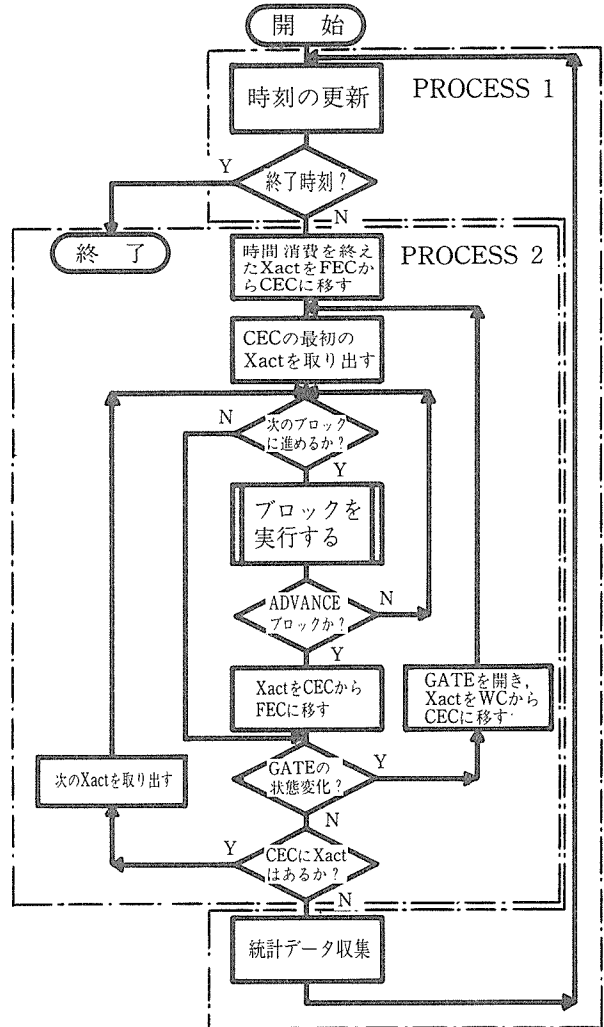 開 始
時刻の更新
PROCESS 1
Y
終了時刻?
N
終 了
時間消費を終え
たXactをFECか
らCECに移す
PROCESS 2
CECの最初の
Xactを取り出す
N
次のブロック
に進めるか?
Y
ブロックを
実行する
ADVANCE
ブロックか?
N
Y
XactをCECから
FECに移す
GATEを開き,
XactをWCから
CECに移す
GATEの
状態変化?
Y
N
次のXactを取り出す
Y
CECにXact
はあるか?
N
統計データ収集